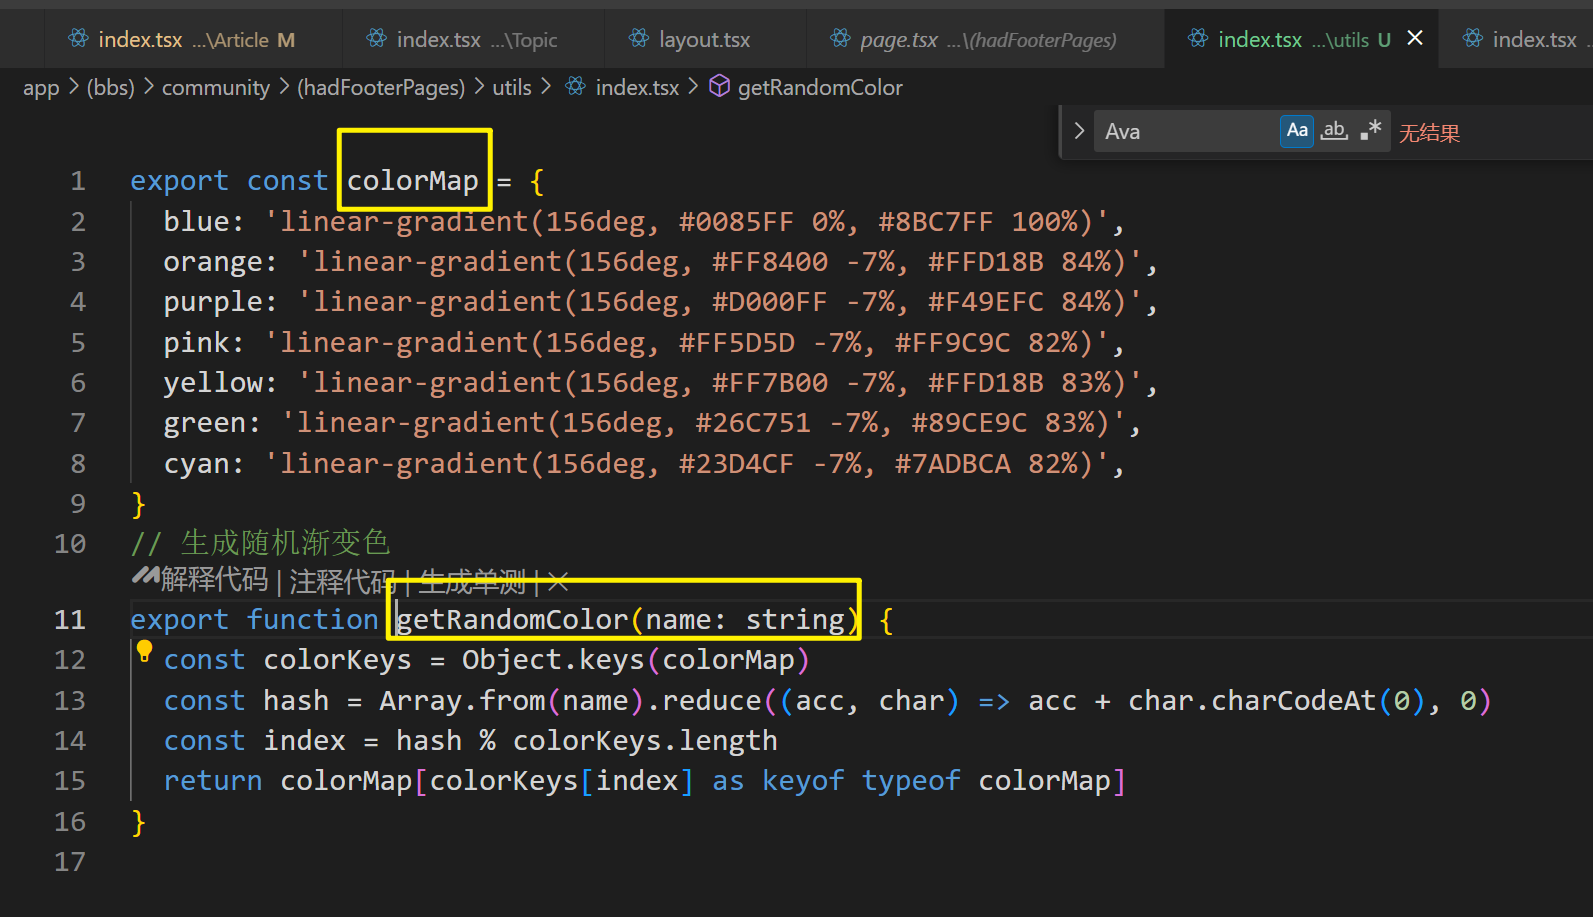 index.tsx ...\Article M index.tsx ...\Topic layout.tsx page.tsx ...\(hadFooterPages) index.tsx ...\utils U × index.tsx
app > (bbs) > community > (hadFooterPages) > utils > index.tsx > getRandomColor
> Ava Aa ab .* 无结果
1 export const colorMap = {
2 blue: 'linear-gradient(156deg, #0085FF 0%, #8BC7FF 100%)',
3 orange: 'linear-gradient(156deg, #FF8400 -7%, #FFD18B 84%)',
4 purple: 'linear-gradient(156deg, #D000FF -7%, #F49EFC 84%)',
5 pink: 'linear-gradient(156deg, #FF5D5D -7%, #FF9C9C 82%)',
6 yellow: 'linear-gradient(156deg, #FF7B00 -7%, #FFD18B 83%)',
7 green: 'linear-gradient(156deg, #26C751 -7%, #89CE9C 83%)',
8 cyan: 'linear-gradient(156deg, #23D4CF -7%, #7ADBCA 82%)',
9 }
10 // 生成随机渐变色
解释代码 | 注释代码 | 生成单测 | ×
11 export function getRandomColor(name: string) {
12 const colorKeys = Object.keys(colorMap)
13 const hash = Array.from(name).reduce((acc, char) => acc + char.charCodeAt(0), 0)
14 const index = hash % colorKeys.length
15 return colorMap[colorKeys[index] as keyof typeof colorMap]
16 }
17